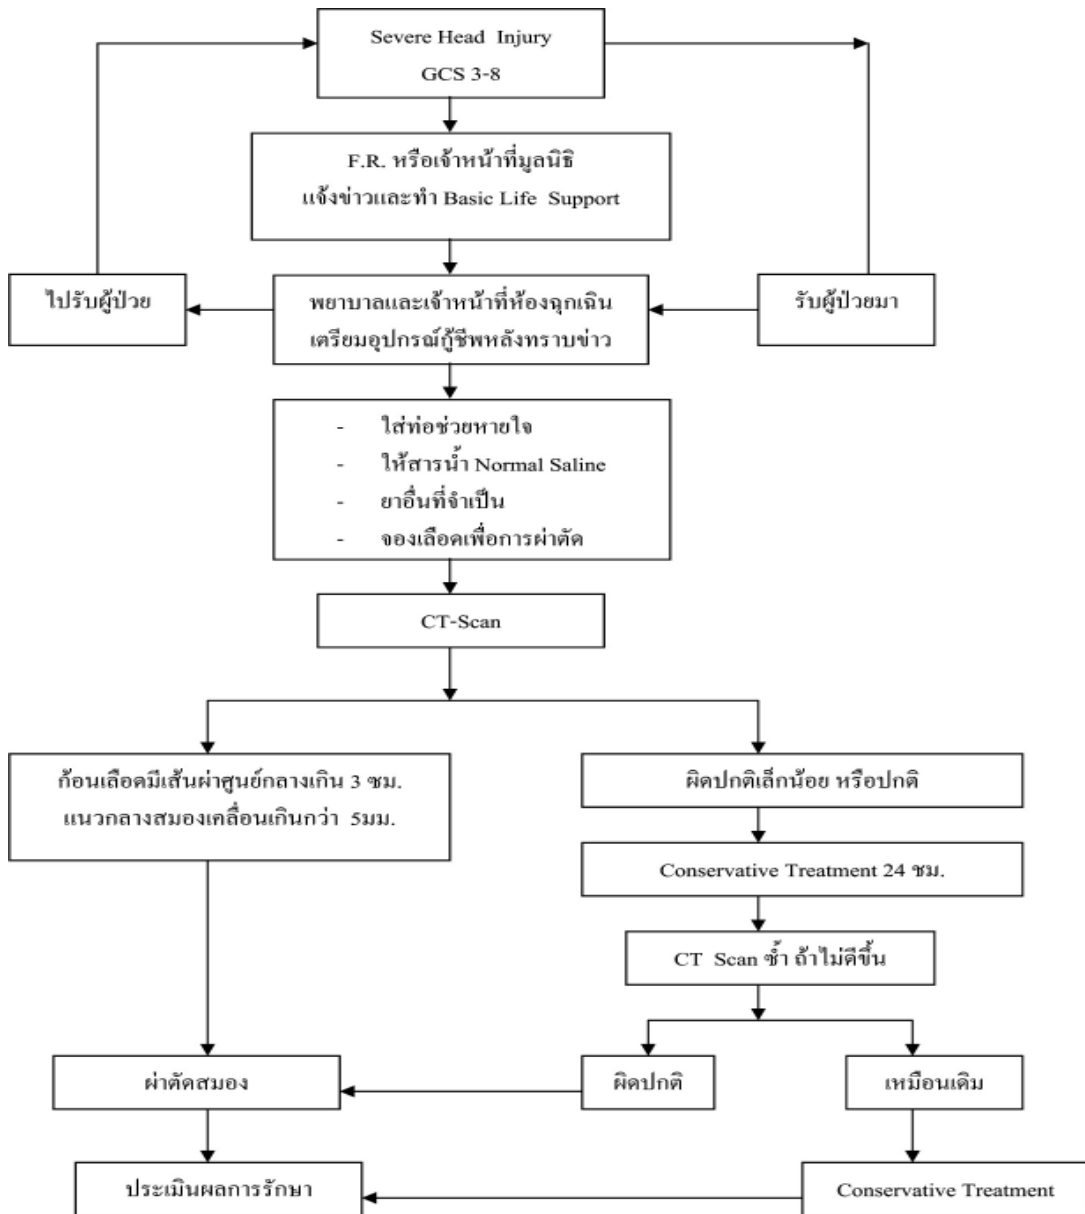 Severe Head Injury
GCS 3-8
F.R. หรือเจ้าหน้าที่มูลนิธิ
แจ้งข่าวและทำ Basic Life Support
ไปรับผู้ป่วย
พยาบาลและเจ้าหน้าที่ห้องฉุกเฉิน
เตรียมอุปกรณ์กู้ชีพหลังทราบข่าว
รับผู้ป่วยมา
- ใส่ท่อช่วยหายใจ
- ให้สารน้ำ Normal Saline
- ยาอื่นที่จำเป็น
- จองเลือดเพื่อการผ่าตัด
CT-Scan
ก้อนเลือดมีเส้นผ่าศูนย์กลางเกิน 3 ซม.
แนวกลางสมองเคลื่อนเกินกว่า 5มม.
ผิดปกติเล็กน้อย หรือปกติ
Conservative Treatment 24 ชม.
CT Scan ซ้ำ ถ้าไม่ดีขึ้น
ผ่าตัดสมอง
ผิดปกติ
เหมือนเดิม
ประเมินผลการรักษา
Conservative Treatment